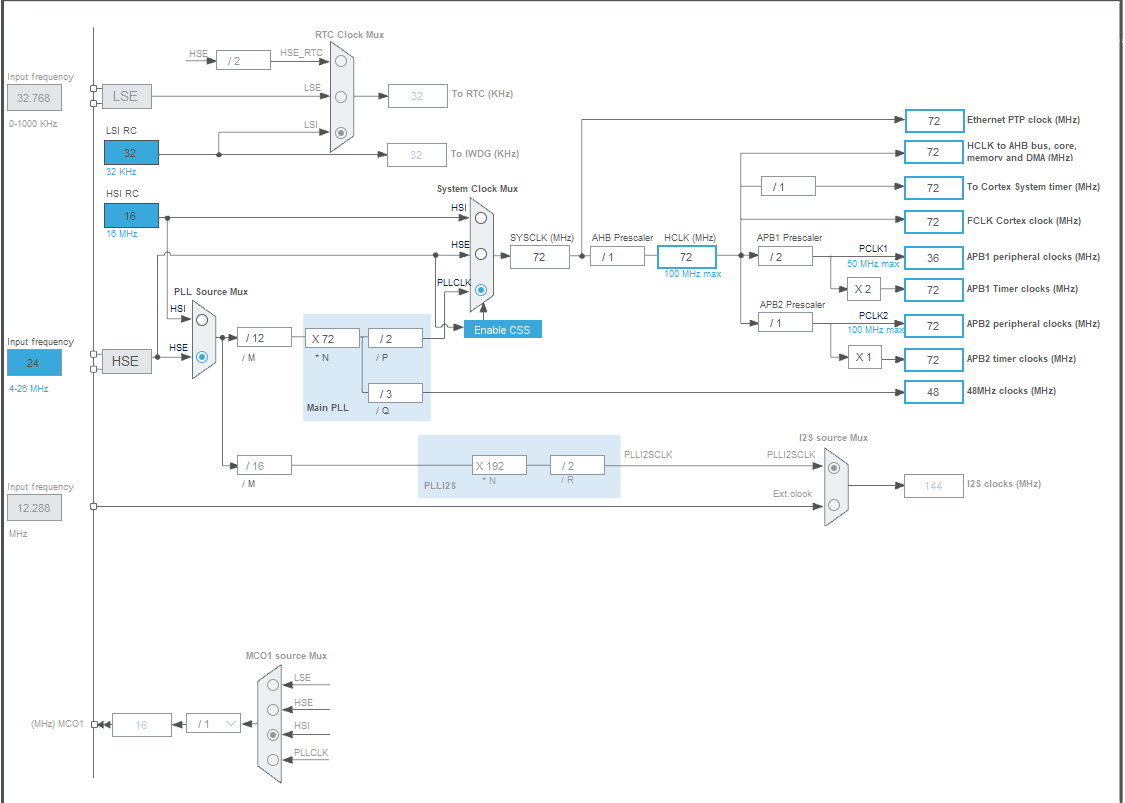 RTC Clock Mux
HSE
/ 2
HSE_RTC
Input frequency
32.768
0-1000 KHz
LSE
LSE
32
To RTC (KHz)
LSI RC
32
32 KHz
LSI
32
To IWDG (KHz)
HSI RC
16
16 MHz
System Clock Mux
HSI
HSE
PLLCLK
Enable CSS
SYSCLK (MHz)
72
AHB Prescaler
/ 1
HCLK (MHz)
72
100 MHz max
72
Ethernet PTP clock (MHz)
72
HCLK to AHB bus, core,
memory and DMA (MHz)
/ 1
72
To Cortex System timer (MHz)
72
FCLK Cortex clock (MHz)
APB1 Prescaler
/ 2
PCLK1
50 MHz max
36
APB1 peripheral clocks (MHz)
X 2
72
APB1 Timer clocks (MHz)
APB2 Prescaler
/ 1
PCLK2
100 MHz max
72
APB2 peripheral clocks (MHz)
X 1
72
APB2 timer clocks (MHz)
48
48MHz clocks (MHz)
PLL Source Mux
HSI
HSE
Input frequency
24
4-26 MHz
HSE
/ 12
/ M
X 72
* N
/ 2
/ P
/ 3
/ Q
Main PLL
/ 16
/ M
X 192
* N
/ 2
/ R
PLLI2S
PLLI2SCLK
I2S source Mux
PLLI2SCLK
Ext.clock
144
I2S clocks (MHz)
Input frequency
12.288
MHz
MCO1 source Mux
LSE
HSE
HSI
PLLCLK
(MHz) MCO1
16
/ 1